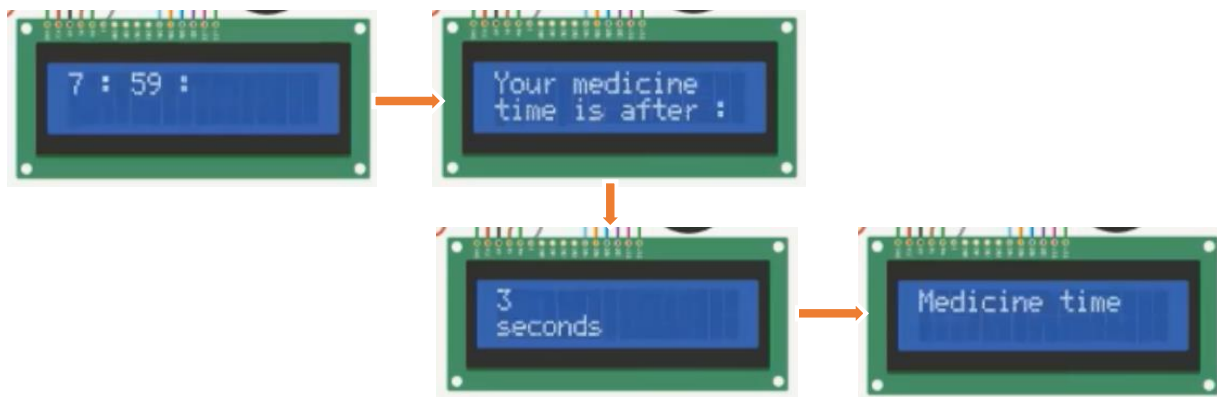 7 : 59 :
Your medicine
time is after :
3
seconds
Medicine time